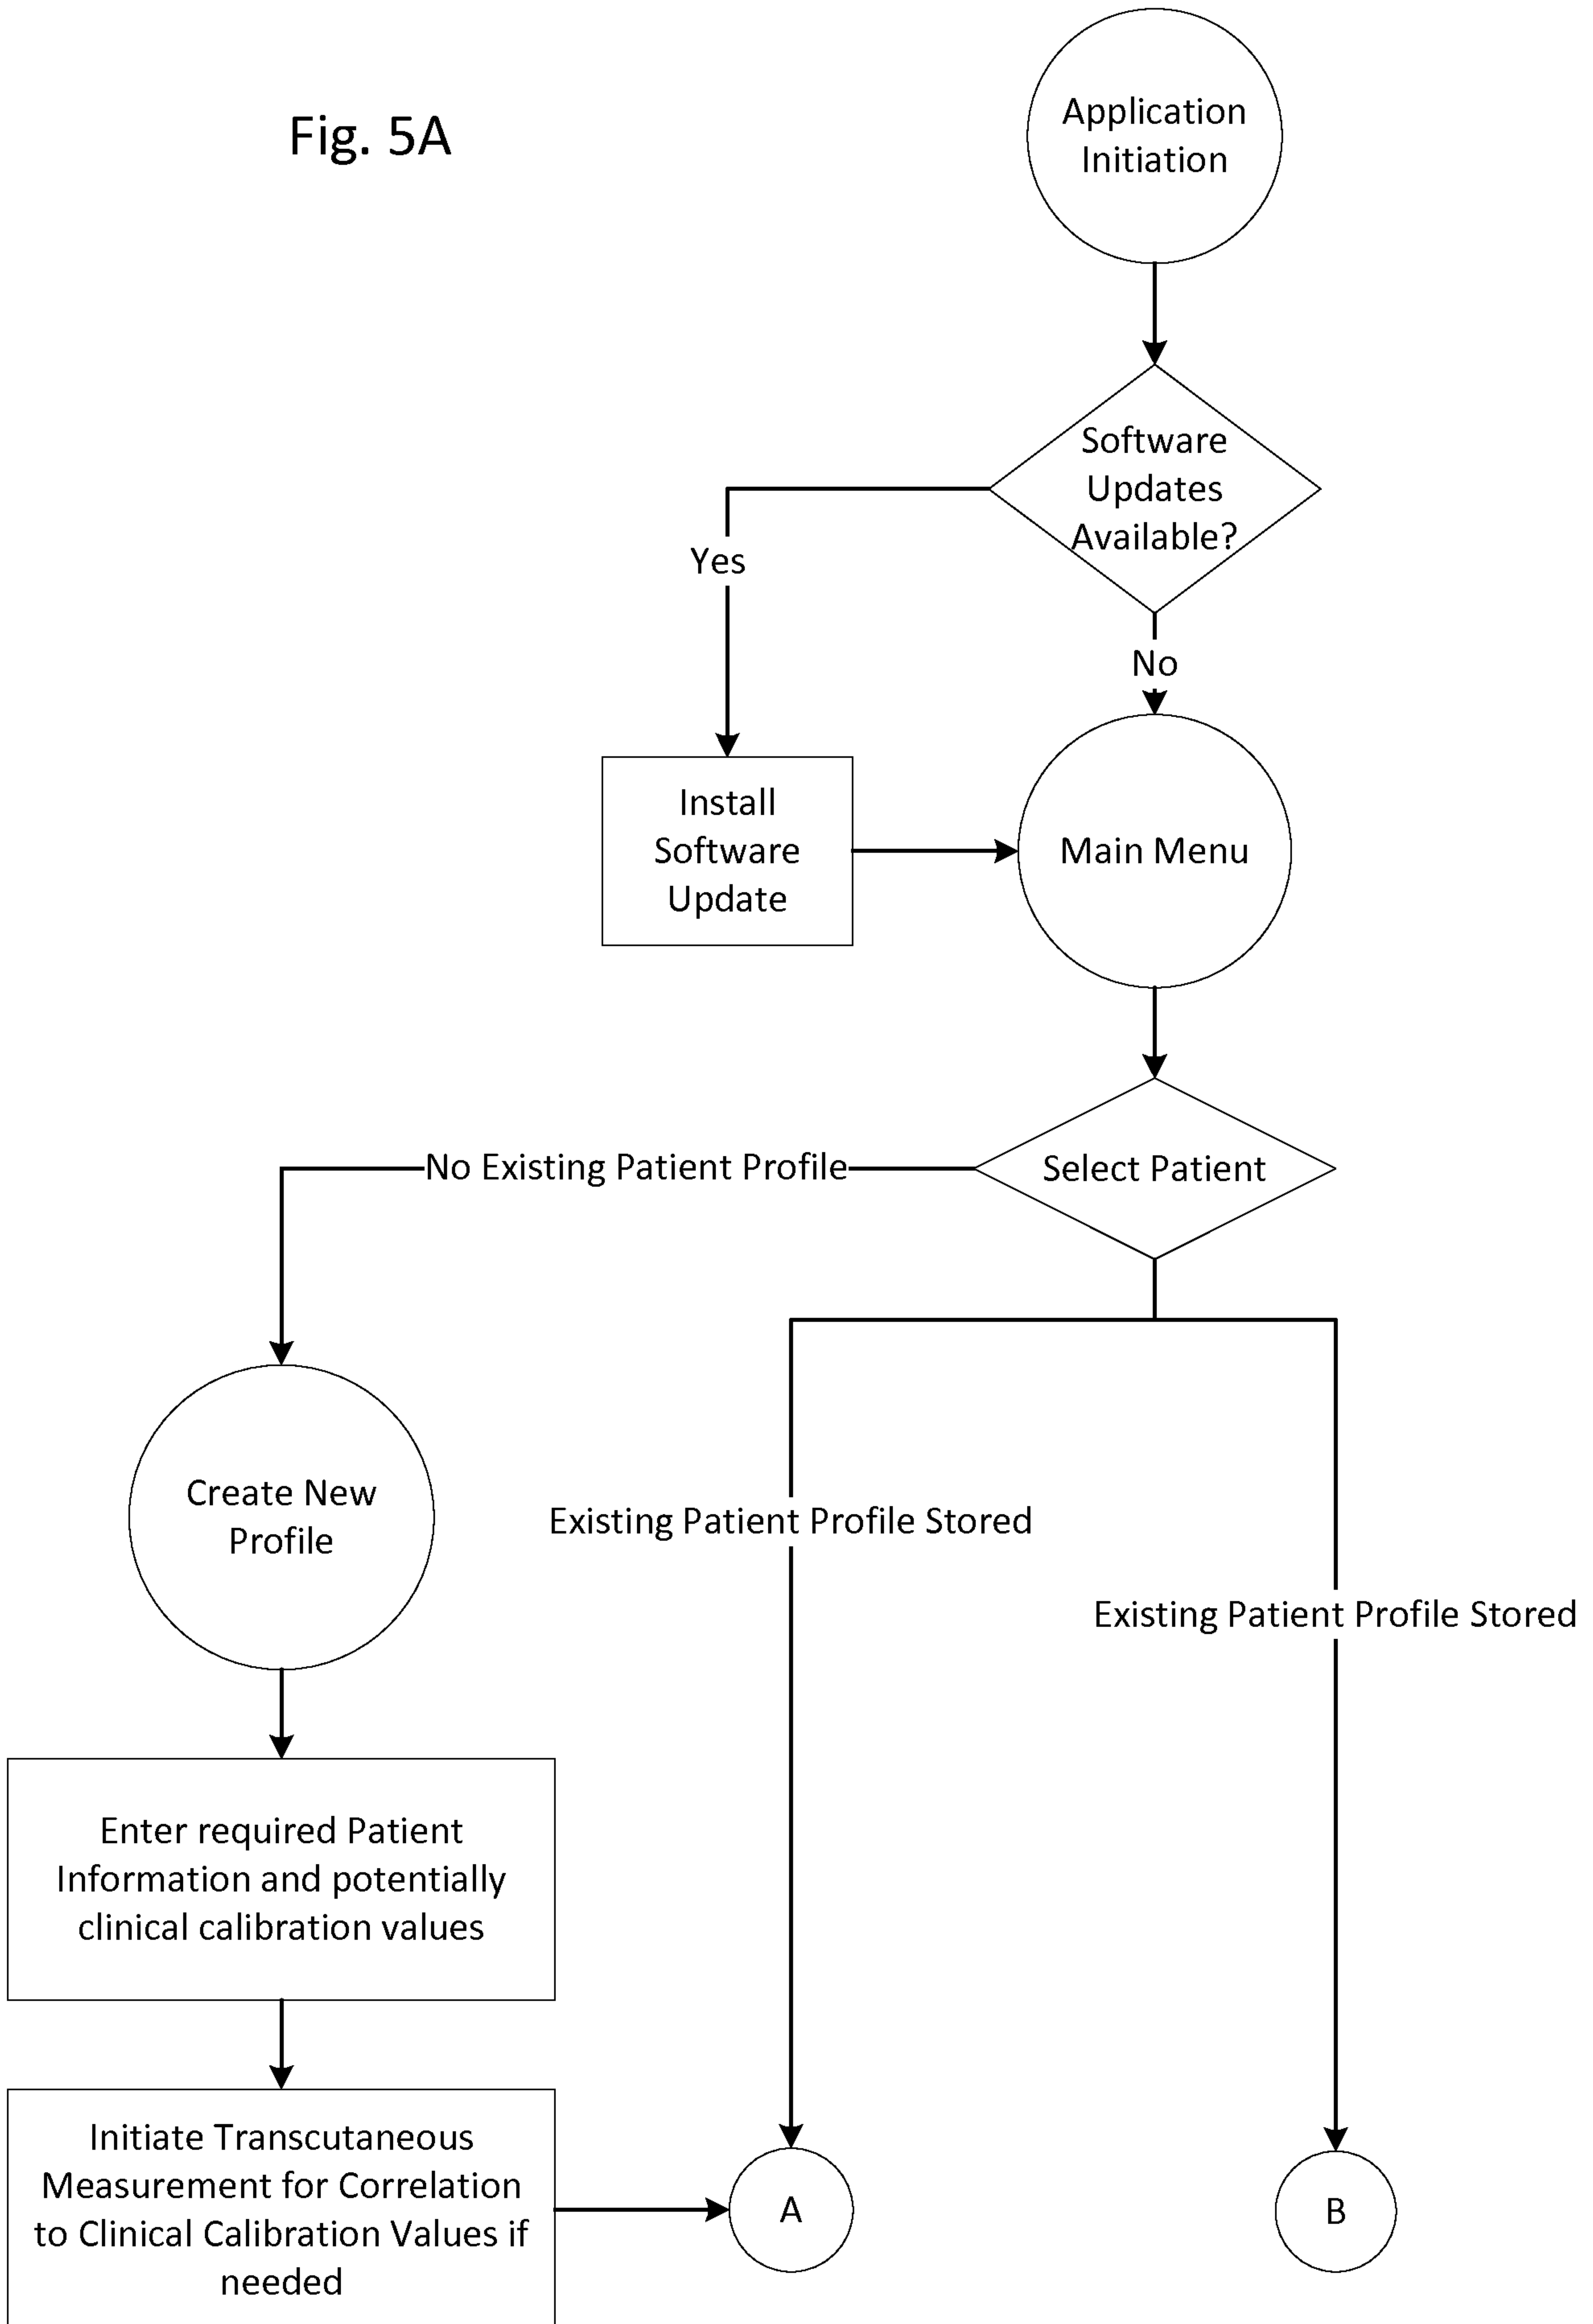 Fig. 5A
Application
Initiation
Software
Updates
Available?
Yes
No
Install
Software
Update
Main Menu
No Existing Patient Profile
Select Patient
Create New
Profile
Existing Patient Profile Stored
Existing Patient Profile Stored
Enter required Patient
Information and potentially
clinical calibration values
Initiate Transcutaneous
Measurement for Correlation
to Clinical Calibration Values if
needed
A
B